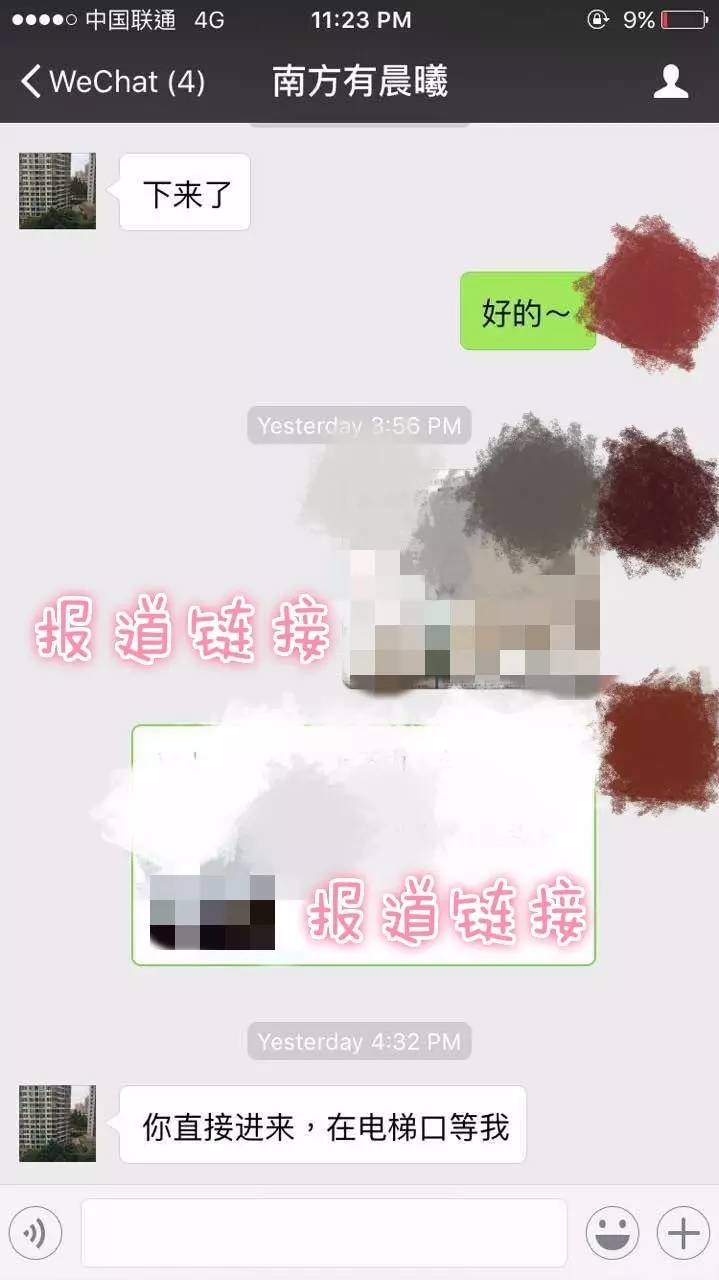 中国联通 4G 11:23 PM 9%
WeChat (4) 南方有晨曦
下来了
好的～
Yesterday 3:56 PM
报道链接
报道链接
Yesterday 4:32 PM
你直接进来，在电梯口等我